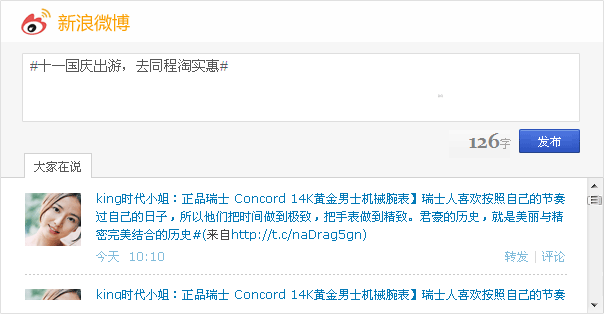 新浪微博
#十一国庆出游，去同程淘实惠#
126字
发布
大家在说
king时代小姐：正品瑞士 Concord 14K黄金男士机械腕表】瑞士人喜欢按照自己的节奏
过自己的日子，所以他们把时间做到极致，把手表做到精致。君豪的历史，就是美丽与精
密完美结合的历史#(来自http://t.c/naDrag5gn)
今天 10:10
转发 | 评论
king时代小姐：正品瑞士 Concord 14K黄金男士机械腕表】瑞士人喜欢按照自己的节奏